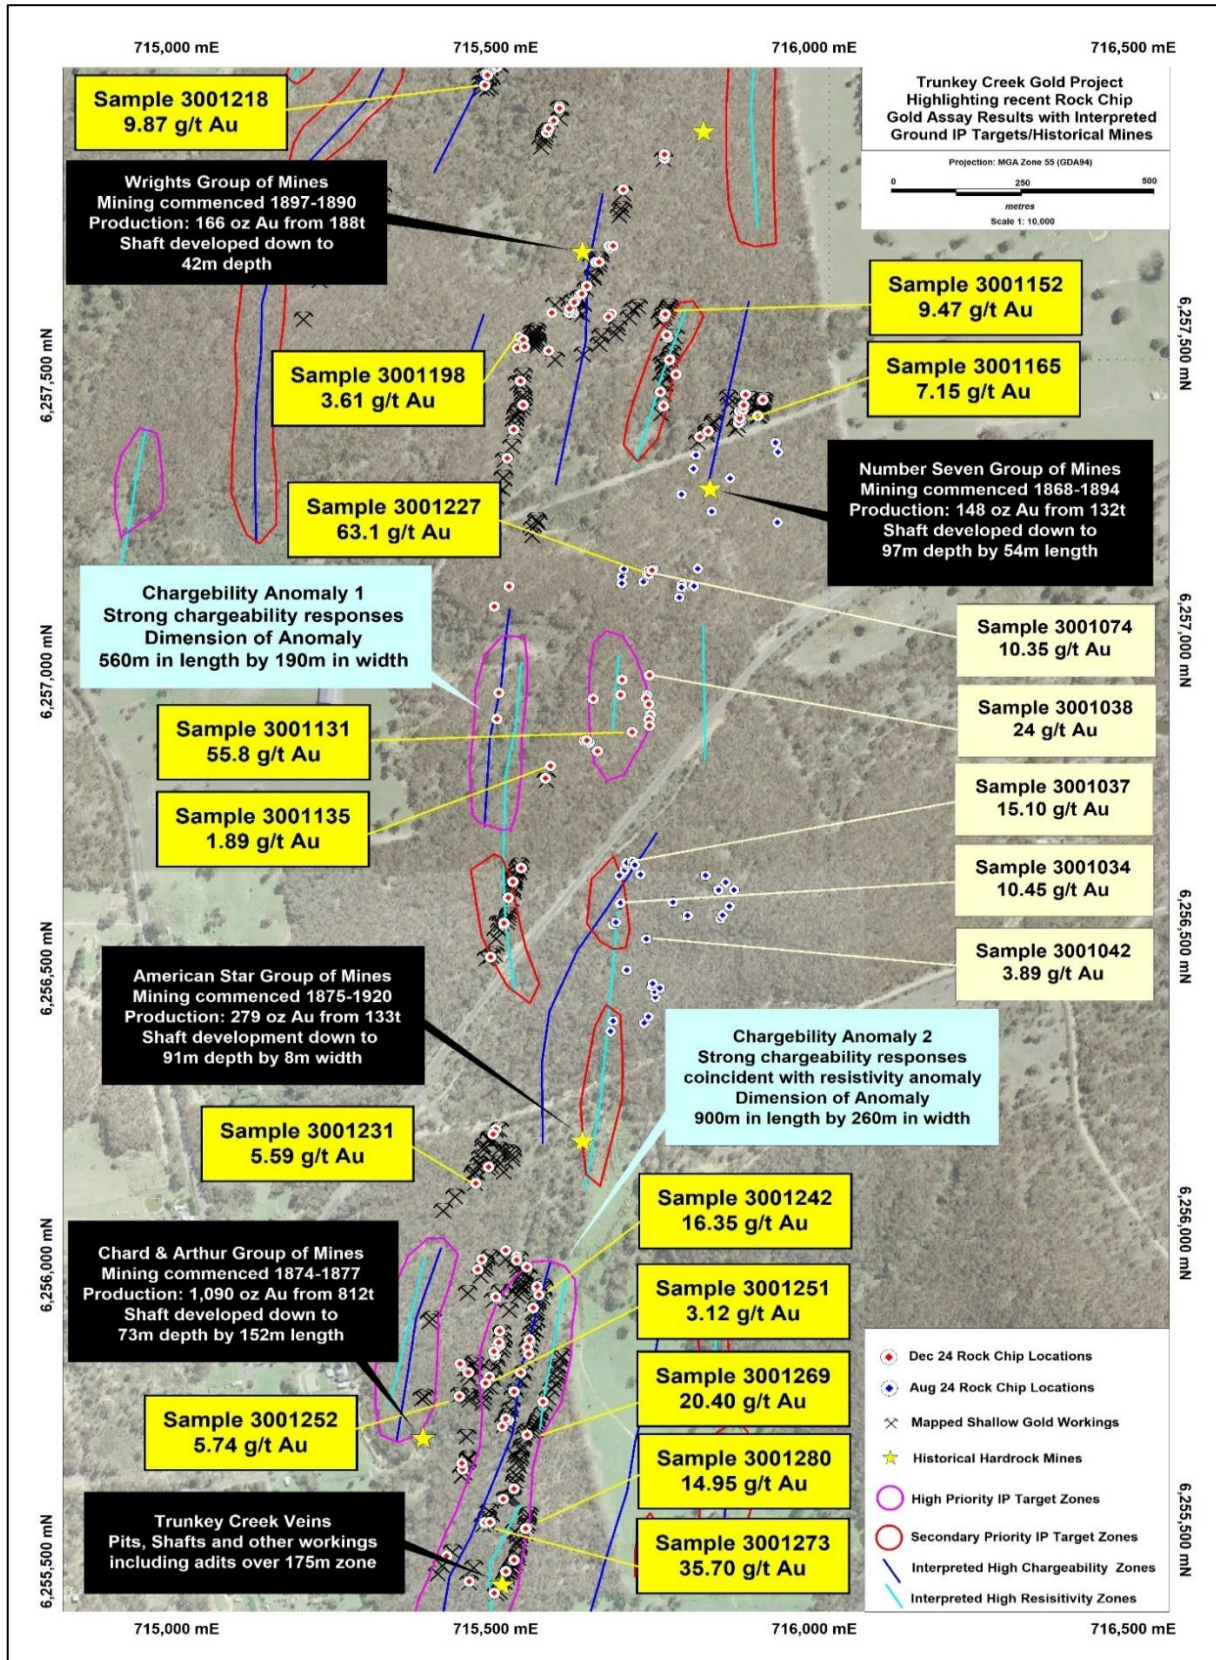 715,000 mE
715,500 mE
716,000 mE
716,500 mE
Trunkey Creek Gold Project
Highlighting recent Rock Chip
Gold Assay Results with Interpreted
Ground IP Targets/Historical Mines
Projection: MGA Zone 55 (GDA94)
0
250
500
metres
Scale 1: 10,000
Sample 3001218
9.87 g/t Au
Wrights Group of Mines
Mining commenced 1897-1890
Production: 166 oz Au from 188t
Shaft developed down to
42m depth
Sample 3001152
9.47 g/t Au
6,257,500 mN
6,257,500 mN
Sample 3001198
3.61 g/t Au
Sample 3001165
7.15 g/t Au
Number Seven Group of Mines
Mining commenced 1868-1894
Production: 148 oz Au from 132t
Shaft developed down to
97m depth by 54m length
Sample 3001227
63.1 g/t Au
Chargebility Anomaly 1
Strong chargeability responses
Dimension of Anomaly
560m in length by 190m in width
6,257,000 mN
6,257,000 mN
Sample 3001074
10.35 g/t Au
Sample 3001038
24 g/t Au
Sample 3001131
55.8 g/t Au
Sample 3001037
15.10 g/t Au
Sample 3001135
1.89 g/t Au
Sample 3001034
10.45 g/t Au
6,256,500 mN
6,256,500 mN
Sample 3001042
3.89 g/t Au
American Star Group of Mines
Mining commenced 1875-1920
Production: 279 oz Au from 133t
Shaft development down to
91m depth by 8m width
Chargebility Anomaly 2
Strong chargeability responses
coincident with resistivity anomaly
Dimension of Anomaly
900m in length by 260m in width
Sample 3001231
5.59 g/t Au
Sample 3001242
16.35 g/t Au
6,256,000 mN
6,256,000 mN
Chard & Arthur Group of Mines
Mining commenced 1874-1877
Production: 1,090 oz Au from 812t
Shaft developed down to
73m depth by 152m length
Sample 3001251
3.12 g/t Au
Sample 3001269
20.40 g/t Au
Sample 3001252
5.74 g/t Au
Sample 3001280
14.95 g/t Au
Trunkey Creek Veins
Pits, Shafts and other workings
including adits over 175m zone
Sample 3001273
35.70 g/t Au
6,255,500 mN
6,255,500 mN
Dec 24 Rock Chip Locations
Aug 24 Rock Chip Locations
Mapped Shallow Gold Workings
Historical Hardrock Mines
High Priority IP Target Zones
Secondary Priority IP Target Zones
Interpreted High Chargeability Zones
Interpreted High Resisitivity Zones
715,000 mE
715,500 mE
716,000 mE
716,500 mE